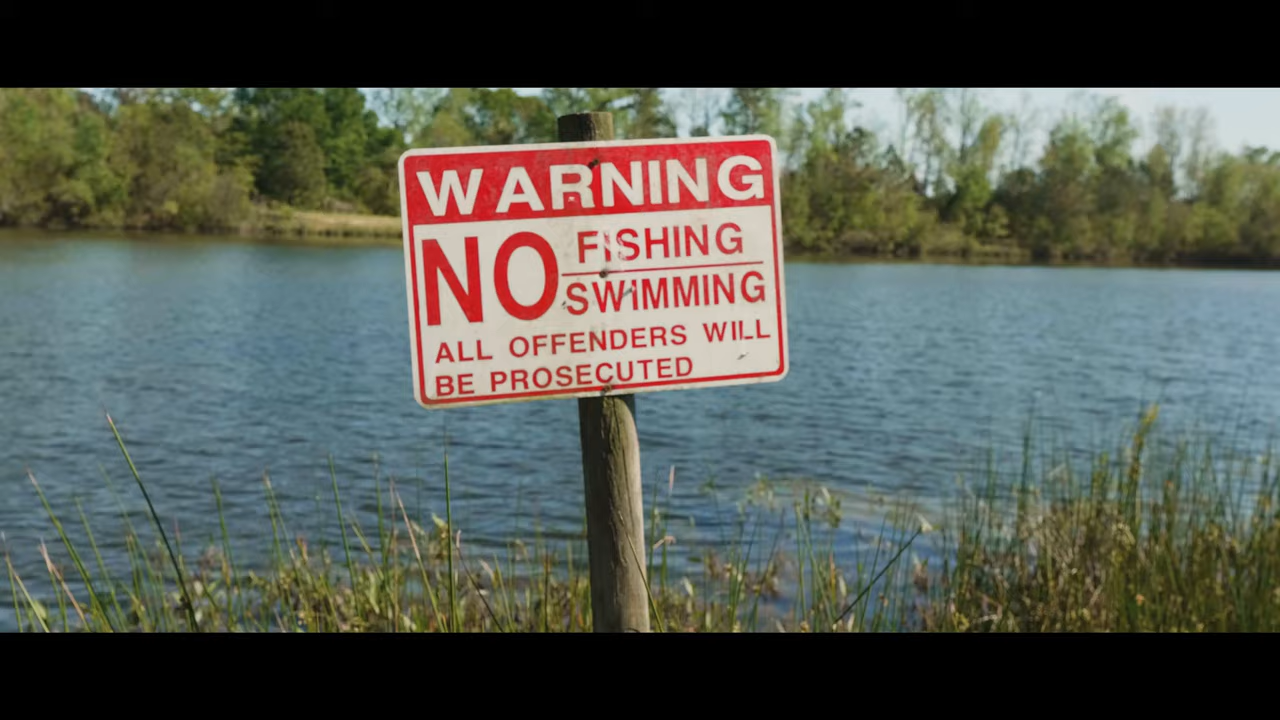 WARNING
NO FISHING
SWIMMING
ALL OFFENDERS WILL
BE PROSECUTED